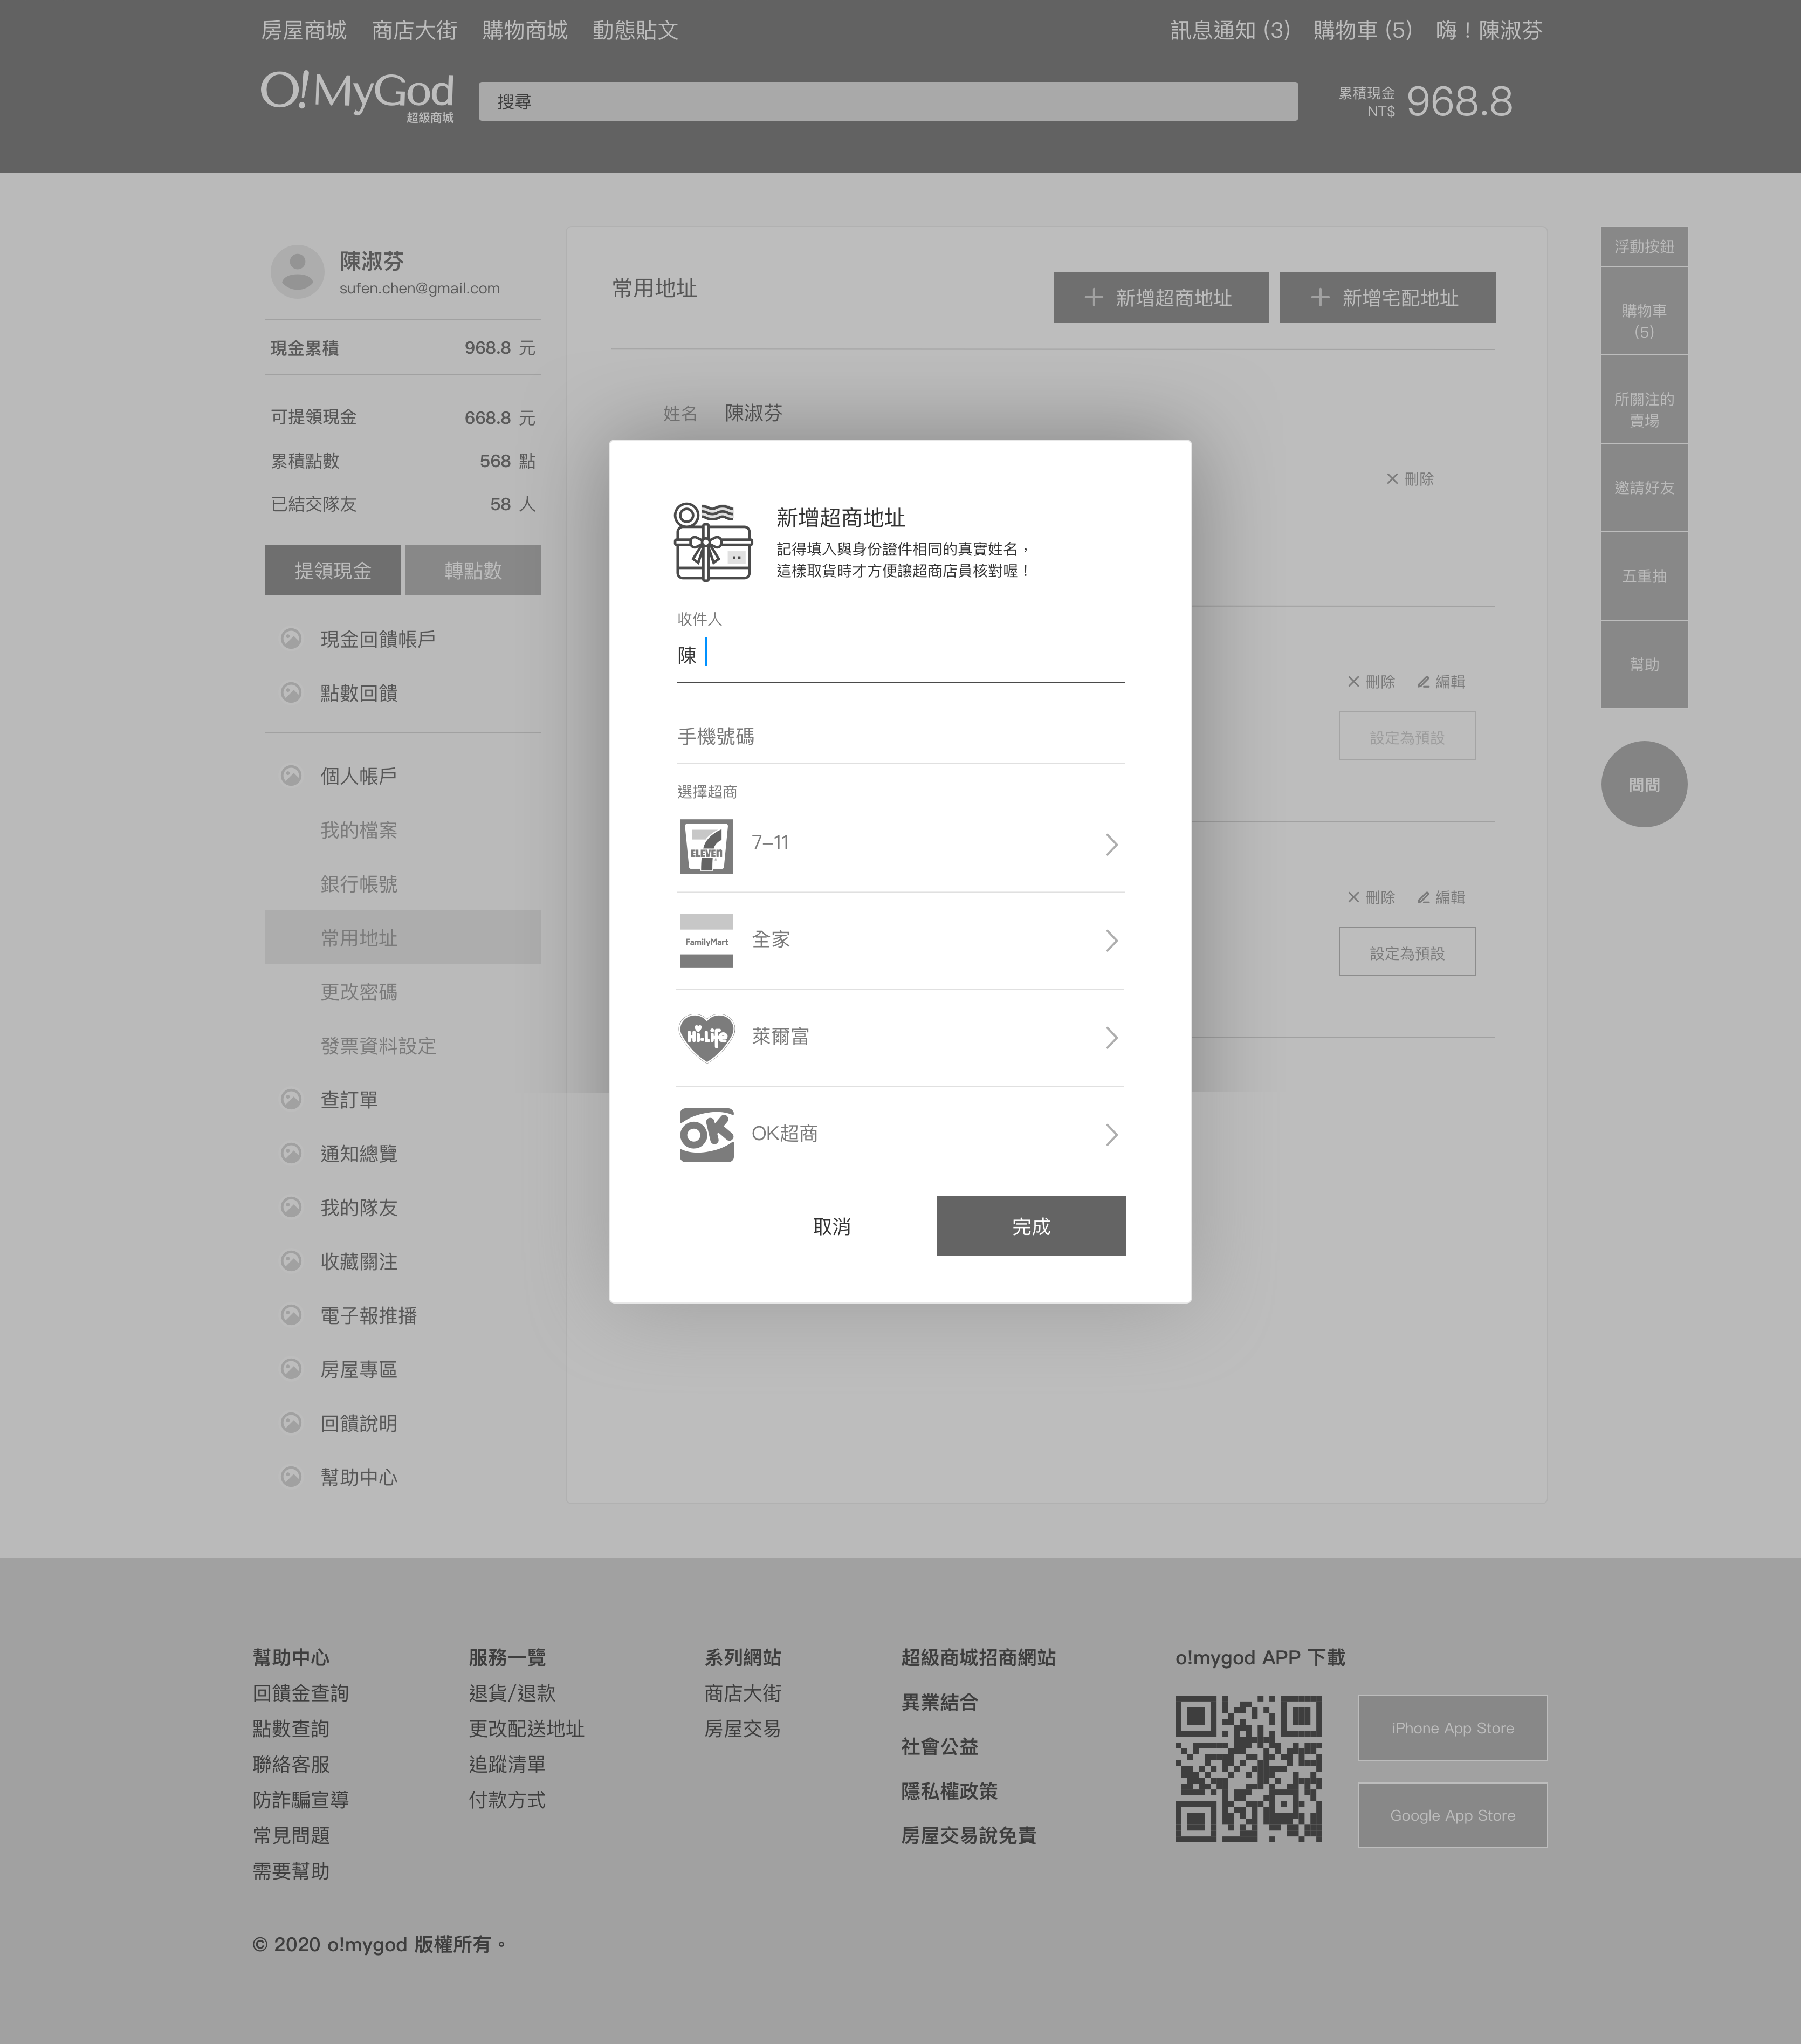 房屋商城 商店大街 購物商城 動態貼文 訊息通知 (3) 購物車 (5) 嗨！陳淑芬
O!MyGod
超級商城
搜尋
累積現金
NT$
968.8
陳淑芬
sufen.chen@gmail.com
現金累積 968.8 元
可提領現金 668.8 元
累積點數 568 點
已結交隊友 58 人
提領現金 轉點數
現金回饋帳戶
點數回饋
個人帳戶
我的檔案
銀行帳號
常用地址
更改密碼
發票資料設定
查訂單
通知總覽
我的隊友
收藏關注
電子報推播
房屋專區
回饋說明
幫助中心
常用地址
新增超商地址 新增宅配地址
姓名 陳淑芬
刪除
刪除 編輯
設定為預設
刪除 編輯
設定為預設
新增超商地址
記得填入與身份證件相同的真實姓名，
這樣取貨時才方便讓超商店員核對喔！
收件人
陳
手機號碼
選擇超商
7 ELEVEN
7–11
FamilyMart
全家
Hi-Life
萊爾富
OK
OK超商
取消 完成
浮動按鈕
購物車
(5)
所關注的
賣場
邀請好友
五重抽
幫助
問問
幫助中心
回饋金查詢
點數查詢
聯絡客服
防詐騙宣導
常見問題
需要幫助
服務一覽
退貨/退款
更改配送地址
追蹤清單
付款方式
系列網站
商店大街
房屋交易
超級商城招商網站
異業結合
社會公益
隱私權政策
房屋交易說免責
o!mygod APP 下載
iPhone App Store
Google App Store
© 2020 o!mygod 版權所有。